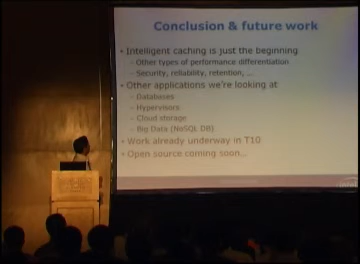 Conclusion & future work
• Intelligent caching is just the beginning
– Other types of performance differentiation
– Security, reliability, retention, ...
• Other applications we're looking at
– Databases
– Hypervisors
– Cloud storage
– Big Data (NoSQL DB)
• Work already underway in T10
• Open source coming soon...